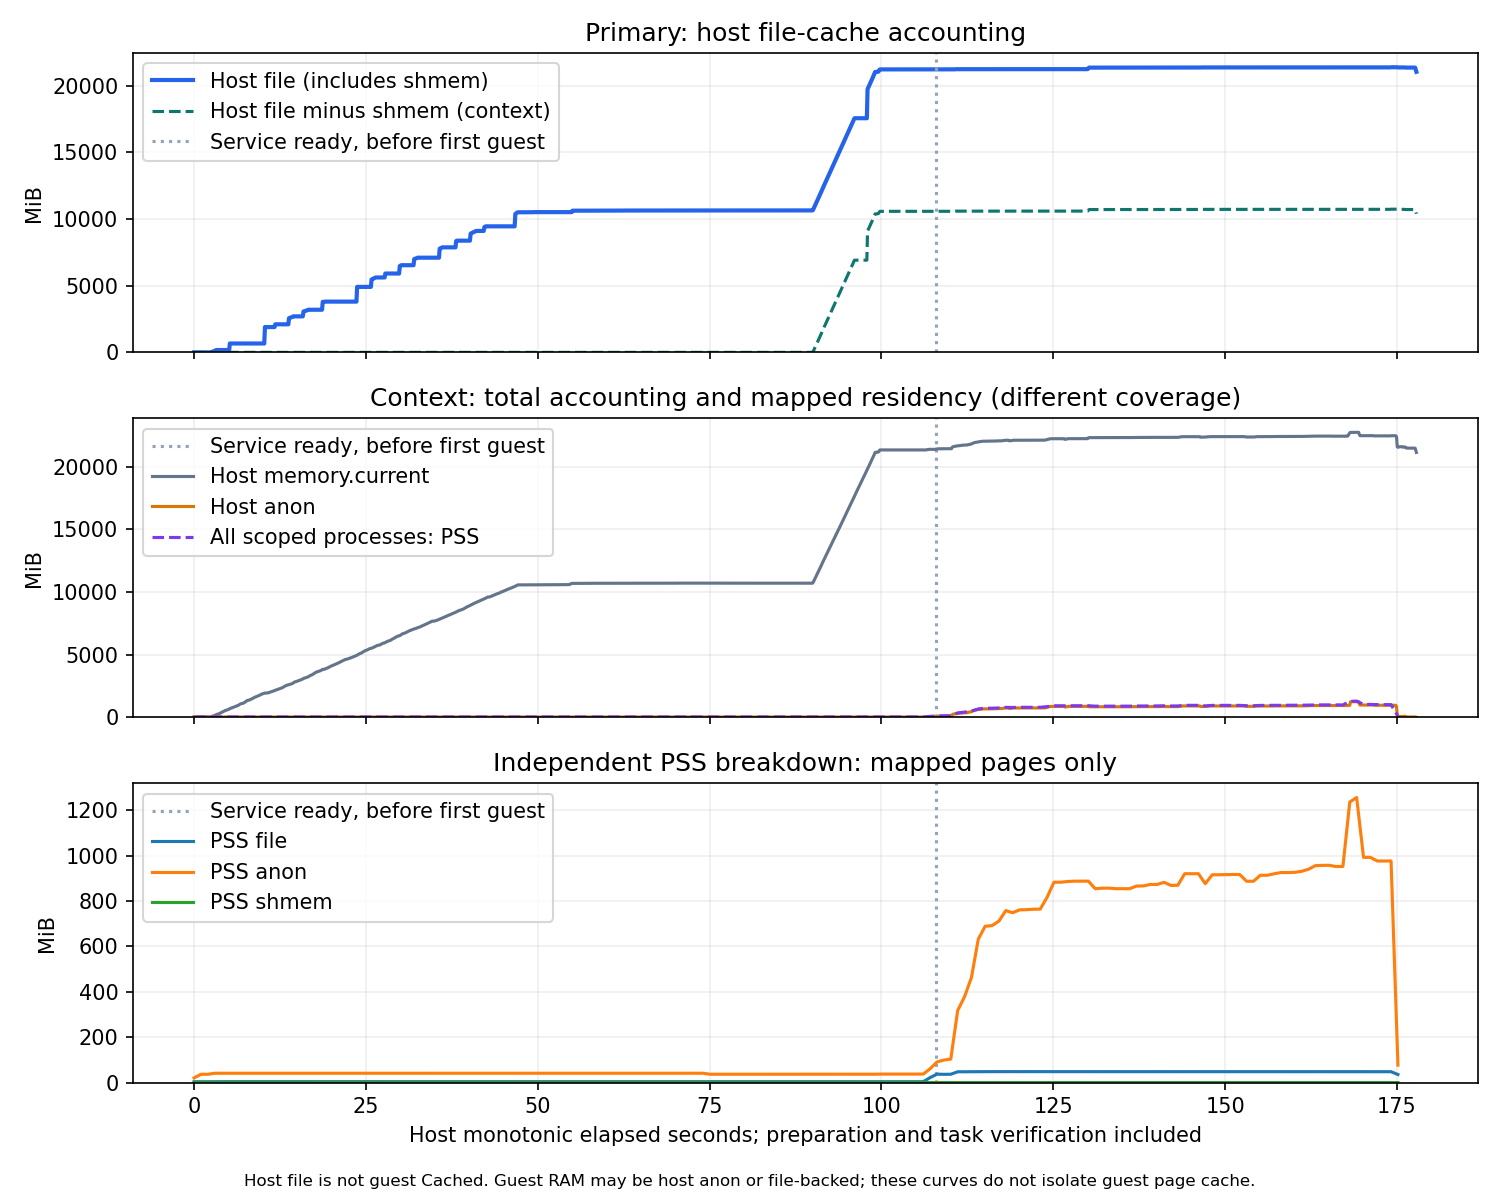 Primary: host file-cache accounting
Host file (includes shmem)
Host file minus shmem (context)
Service ready, before first guest
MiB
20000
15000
10000
5000
0
Context: total accounting and mapped residency (different coverage)
Service ready, before first guest
Host memory.current
Host anon
All scoped processes: PSS
MiB
20000
15000
10000
5000
0
Independent PSS breakdown: mapped pages only
Service ready, before first guest
PSS file
PSS anon
PSS shmem
MiB
1200
1000
800
600
400
200
0
0 25 50 75 100 125 150 175
Host monotonic elapsed seconds; preparation and task verification included
Host file is not guest Cached. Guest RAM may be host anon or file-backed; these curves do not isolate guest page cache.